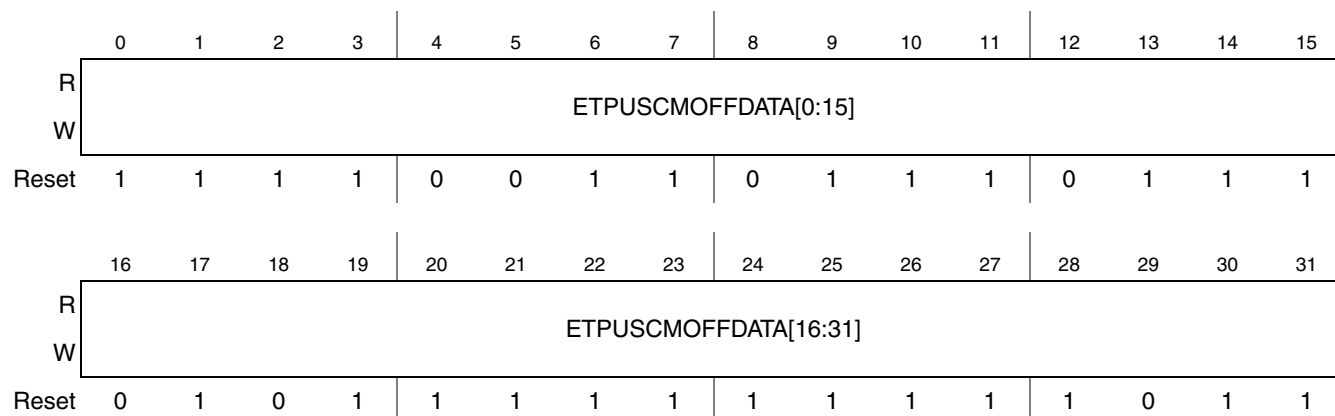 0 1 2 3 4 5 6 7 8 9 10 11 12 13 14 15
R
ETPUSCMOFFDATA[0:15]
W
Reset 1 1 1 1 0 0 1 1 0 1 1 1 0 1 1 1
16 17 18 19 20 21 22 23 24 25 26 27 28 29 30 31
R
ETPUSCMOFFDATA[16:31]
W
Reset 0 1 0 1 1 1 1 1 1 1 1 1 1 0 1 1